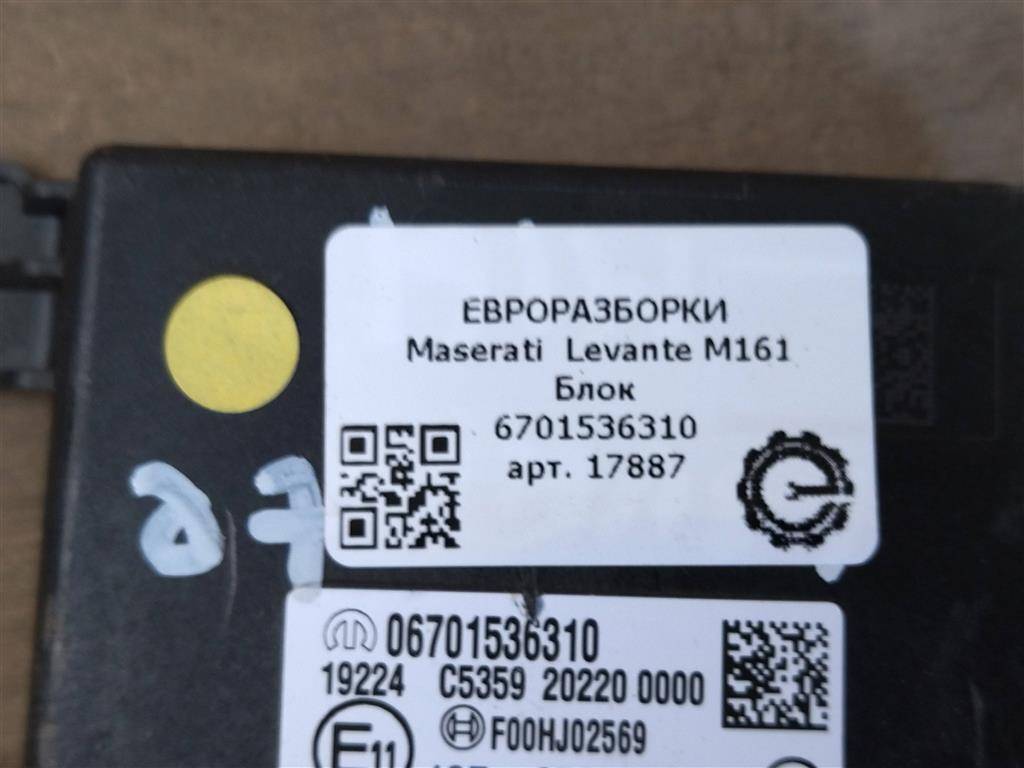 ЕВРОРАЗБОРКИ
Maserati Levante M161
Блок
6701536310
арт. 17887
06701536310
19224 C5359 20220 0000
F00HJ02569
E11